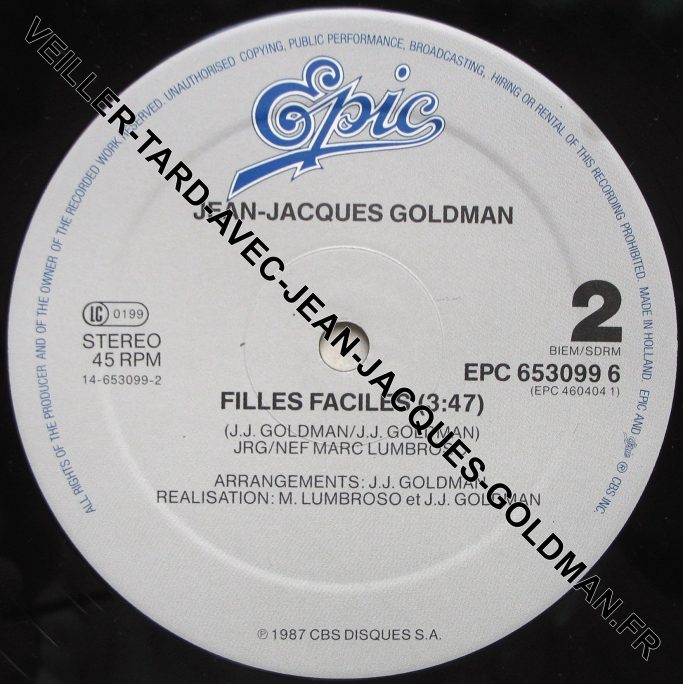 ALL RIGHTS OF THE PRODUCER AND OF THE OWNER OF THE RECORDED WORK RESERVED. UNAUTHORISED COPYING, PUBLIC PERFORMANCE, BROADCASTING, HIRING OR RENTAL OF THIS RECORDING PROHIBITED. MADE IN HOLLAND. EPIC AND Epic ® CBS INC.
Epic
JEAN-JACQUES GOLDMAN
LC 0199
STEREO
45 RPM
14-653099-2
2
BIEM/SDRM
EPC 653099 6
(EPC 460404 1)
FILLES FACILES (3:47)
(J.J. GOLDMAN/J.J. GOLDMAN)
JRG/NEF MARC LUMBROSO
ARRANGEMENTS: J.J. GOLDMAN
REALISATION: M. LUMBROSO et J.J. GOLDMAN
℗ 1987 CBS DISQUES S.A.
VEILLER-TARD-AVEC-JEAN-JACQUES-GOLDMAN.FR